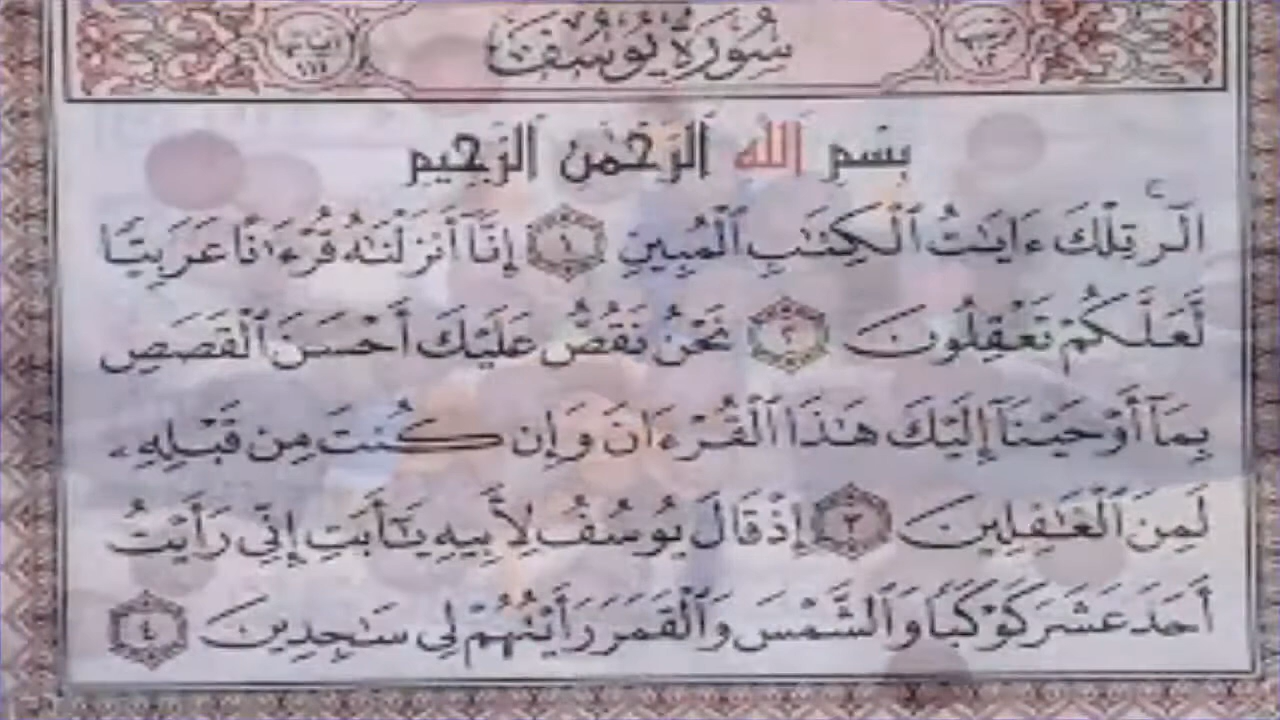 سُورَةُ يُوسُفَ
بِسْمِ ٱللَّهِ ٱلرَّحْمَٰنِ ٱلرَّحِيمِ
الٓر تِلْكَ ءَايَٰتُ ٱلْكِتَٰبِ ٱلْمُبِينِ ١ إِنَّآ أَنزَلْنَٰهُ قُرْءَٰنًا عَرَبِيًّا
لَّعَلَّكُمْ تَعْقِلُونَ ٢ نَحْنُ نَقُصُّ عَلَيْكَ أَحْسَنَ ٱلْقَصَصِ
بِمَآ أَوْحَيْنَآ إِلَيْكَ هَٰذَا ٱلْقُرْءَانَ وَإِن كُنتَ مِن قَبْلِهِۦ
لَمِنَ ٱلْغَٰفِلِينَ ٣ إِذْ قَالَ يُوسُفُ لِأَبِيهِ يَٰٓأَبَتِ إِنِّى رَأَيْتُ
أَحَدَ عَشَرَ كَوْكَبًا وَٱلشَّمْسَ وَٱلْقَمَرَ رَأَيْتُهُمْ لِى سَٰجِدِينَ ٤